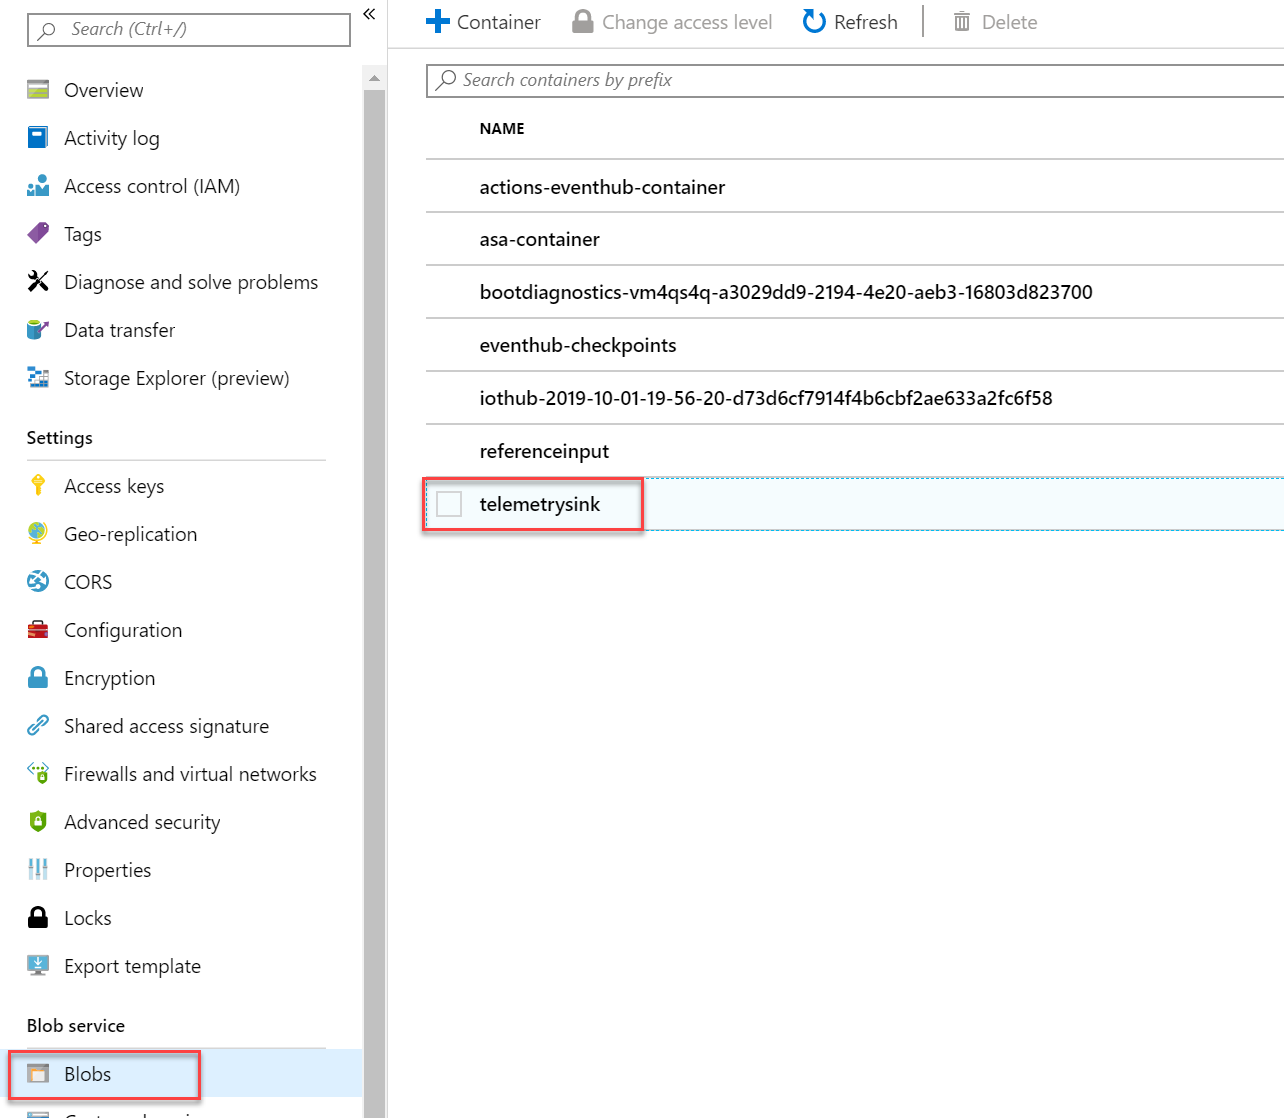 Search (Ctrl+/)
«
Overview
Activity log
Access control (IAM)
Tags
Diagnose and solve problems
Data transfer
Storage Explorer (preview)
Settings
Access keys
Geo-replication
CORS
Configuration
Encryption
Shared access signature
Firewalls and virtual networks
Advanced security
Properties
Locks
Export template
Blob service
Blobs
Container
Change access level
Refresh
Delete
Search containers by prefix
NAME
actions-eventhub-container
asa-container
bootdiagnostics-vm4qs4q-a3029dd9-2194-4e20-aeb3-16803d823700
eventhub-checkpoints
iothub-2019-10-01-19-56-20-d73d6cf7914f4b6cbf2ae633a2fc6f58
referenceinput
telemetrysink